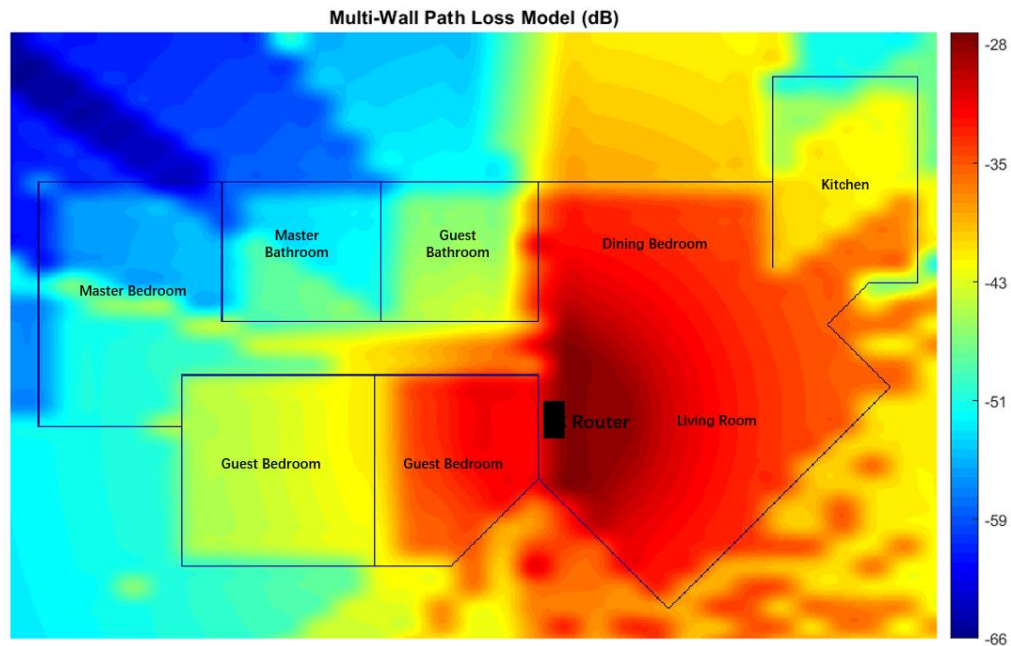 Multi-Wall Path Loss Model (dB)
-28
-35
Kitchen
Master
Bathroom
Guest
Bathroom
Dining Bedroom
Master Bedroom
-43
-51
Router
Living Room
Guest Bedroom
Guest Bedroom
-59
-66